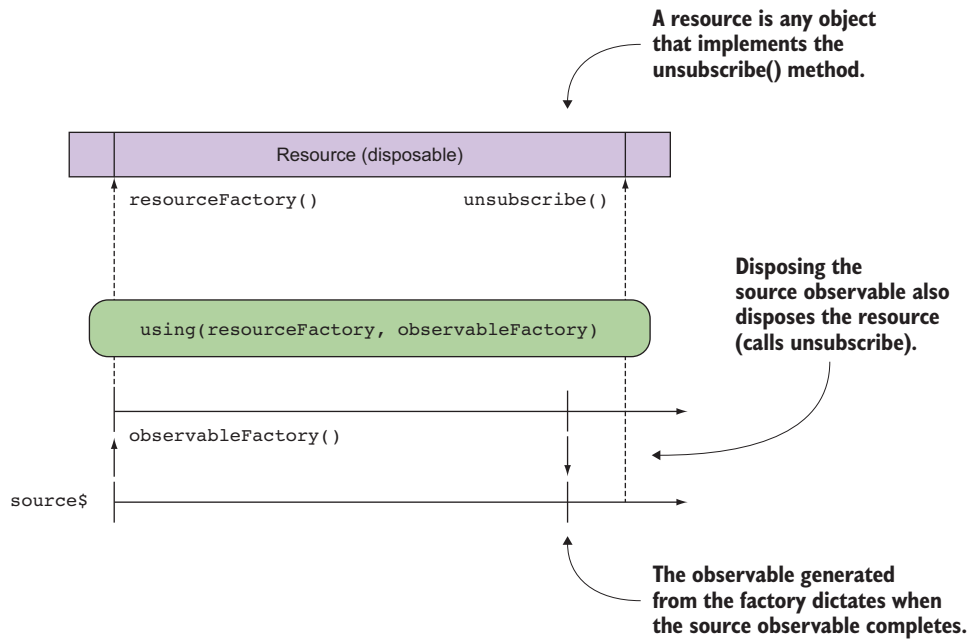 A resource is any object
that implements the
unsubscribe() method.
Resource (disposable)
resourceFactory()
unsubscribe()
Disposing the
source observable also
disposes the resource
(calls unsubscribe).
using(resourceFactory, observableFactory)
observableFactory()
source$
The observable generated
from the factory dictates when
the source observable completes.